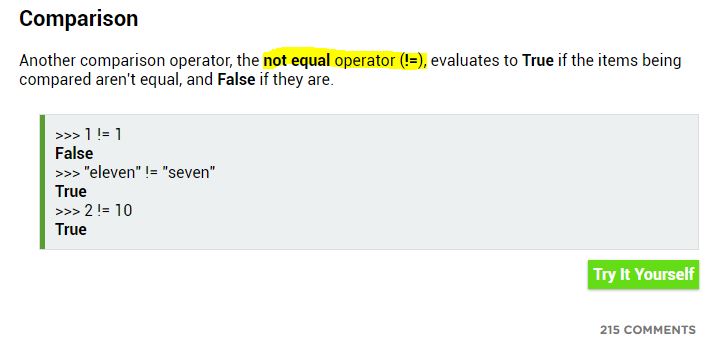 Comparison
Another comparison operator, the not equal operator (!=), evaluates to True if the items being
compared aren't equal, and False if they are.
>>> 1 != 1
False
>>> "eleven" != "seven"
True
>>> 2 != 10
True
Try It Yourself
215 COMMENTS